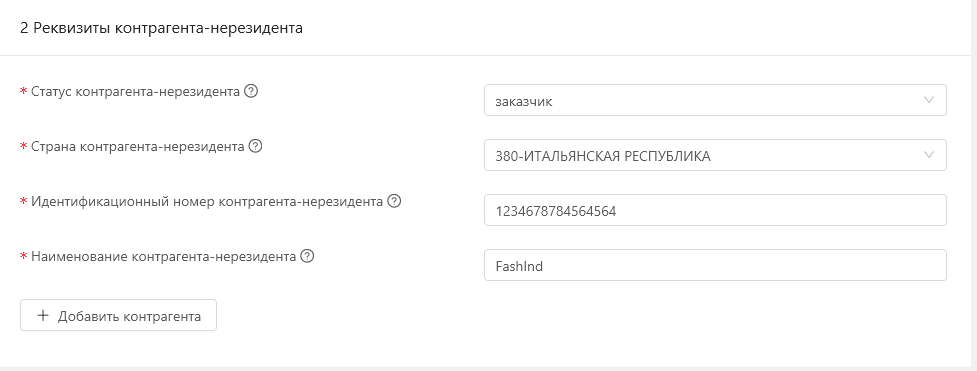 2 Реквизиты контрагента-нерезидента
* Статус контрагента-нерезидента ?
заказчик
* Страна контрагента-нерезидента ?
380-ИТАЛЬЯНСКАЯ РЕСПУБЛИКА
* Идентификационный номер контрагента-нерезидента ?
1234678784564564
* Наименование контрагента-нерезидента ?
FashInd
+ Добавить контрагента